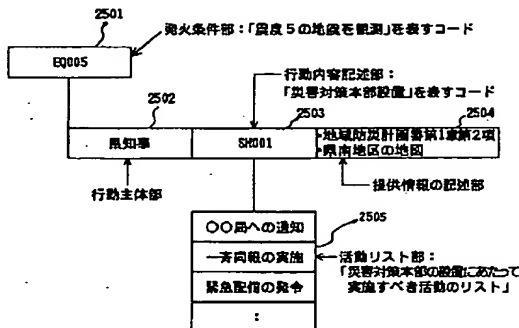 2501
発火条件部:「震度5の地震を観測」を表すコード
EQ005
行動内容記述部:
「災害対策本部設置」を表すコード
2502
2503
2504
県知事
SH001
・地域防災計画書第1章第2項
・県南地区の地図
行動主体部
提供情報の記述部
2505
〇〇局への通知
一斉同報の実施
緊急配備の発令
:
活動リスト部:
「災害対策本部の設置にあたって
実施すべき活動のリスト」